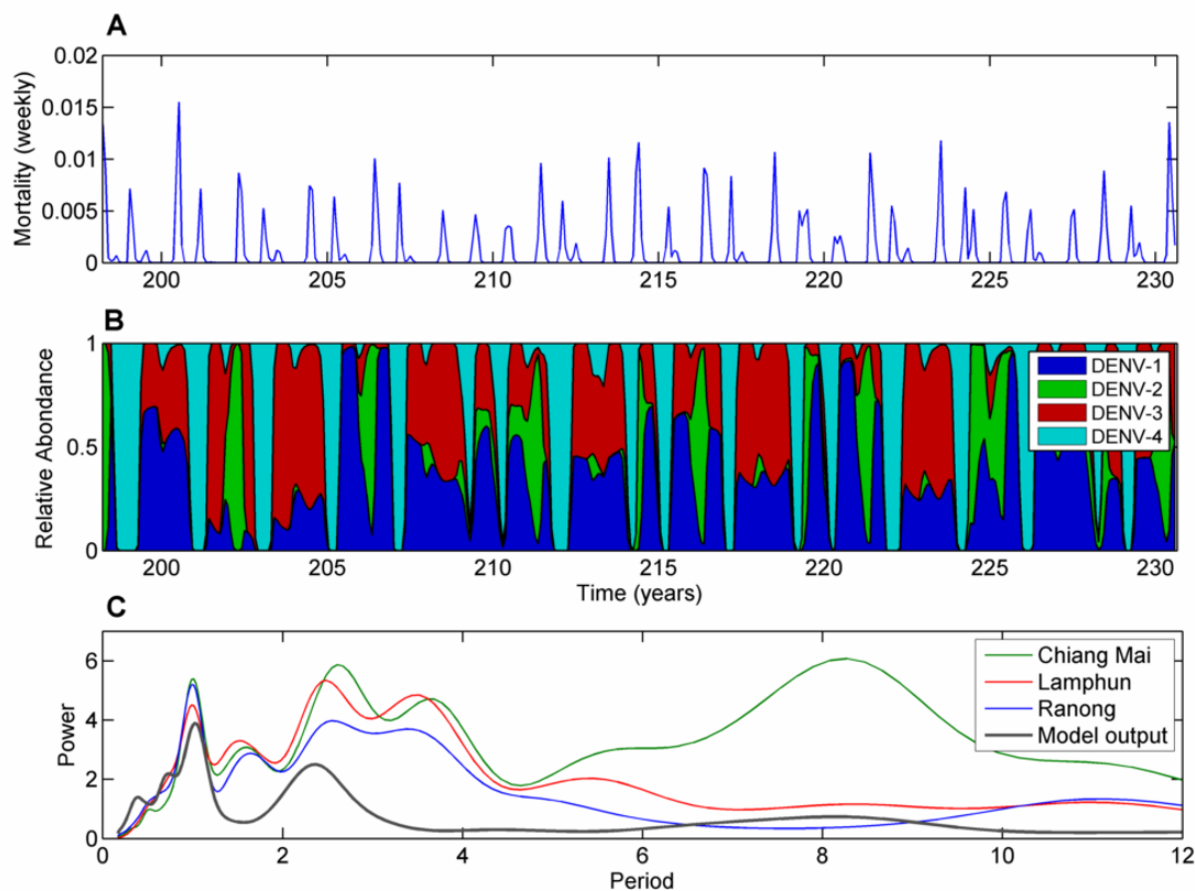 A
Mortality (weekly)
0.02
0.015
0.01
0.005
0
200 205 210 215 220 225 230
B
Relative Abondance
1
0.5
0
DENV-1
DENV-2
DENV-3
DENV-4
200 205 210 215 220 225 230
Time (years)
C
Power
6
4
2
0
Chiang Mai
Lamphun
Ranong
Model output
0 2 4 6 8 10 12
Period